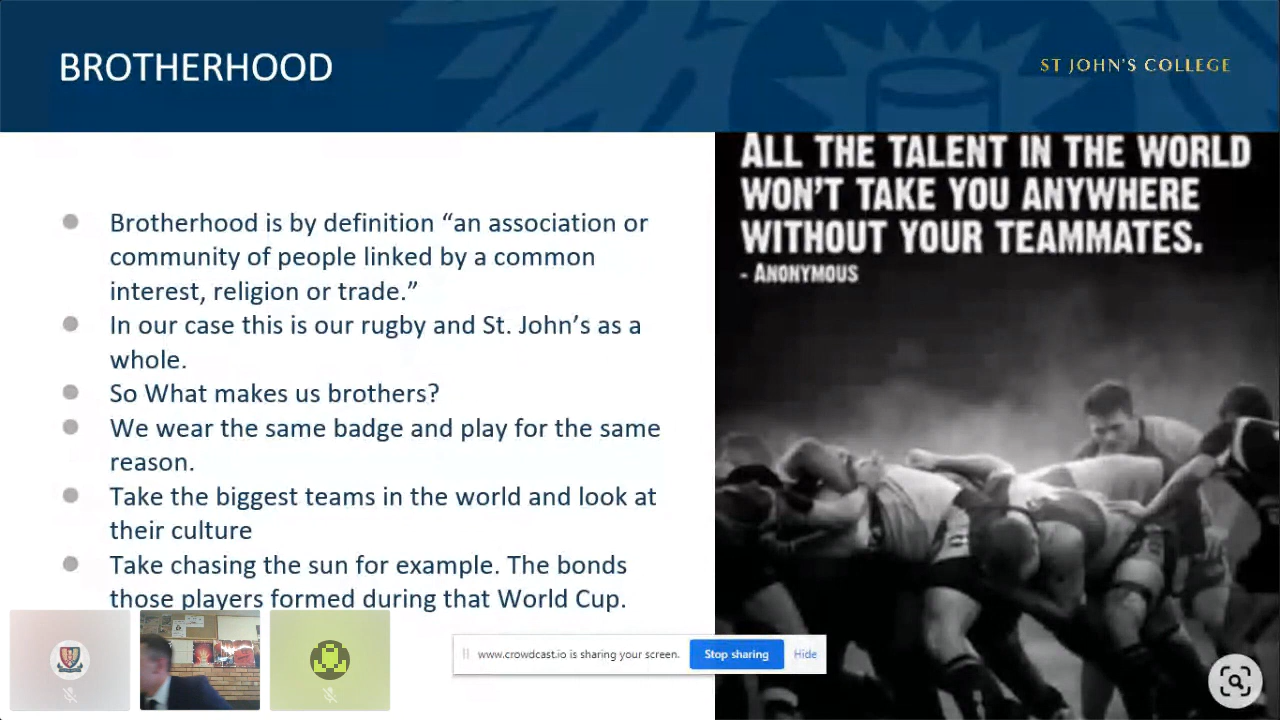 BROTHERHOOD
ST JOHN'S COLLEGE
Brotherhood is by definition “an association or
community of people linked by a common
interest, religion or trade.”
In our case this is our rugby and St. John’s as a
whole.
So What makes us brothers?
We wear the same badge and play for the same
reason.
Take the biggest teams in the world and look at
their culture
Take chasing the sun for example. The bonds
those players formed during that World Cup.
ALL THE TALENT IN THE WORLD
WON'T TAKE YOU ANYWHERE
WITHOUT YOUR TEAMMATES.
- ANONYMOUS
www.crowdcast.io is sharing your screen.
Stop sharing
Hide